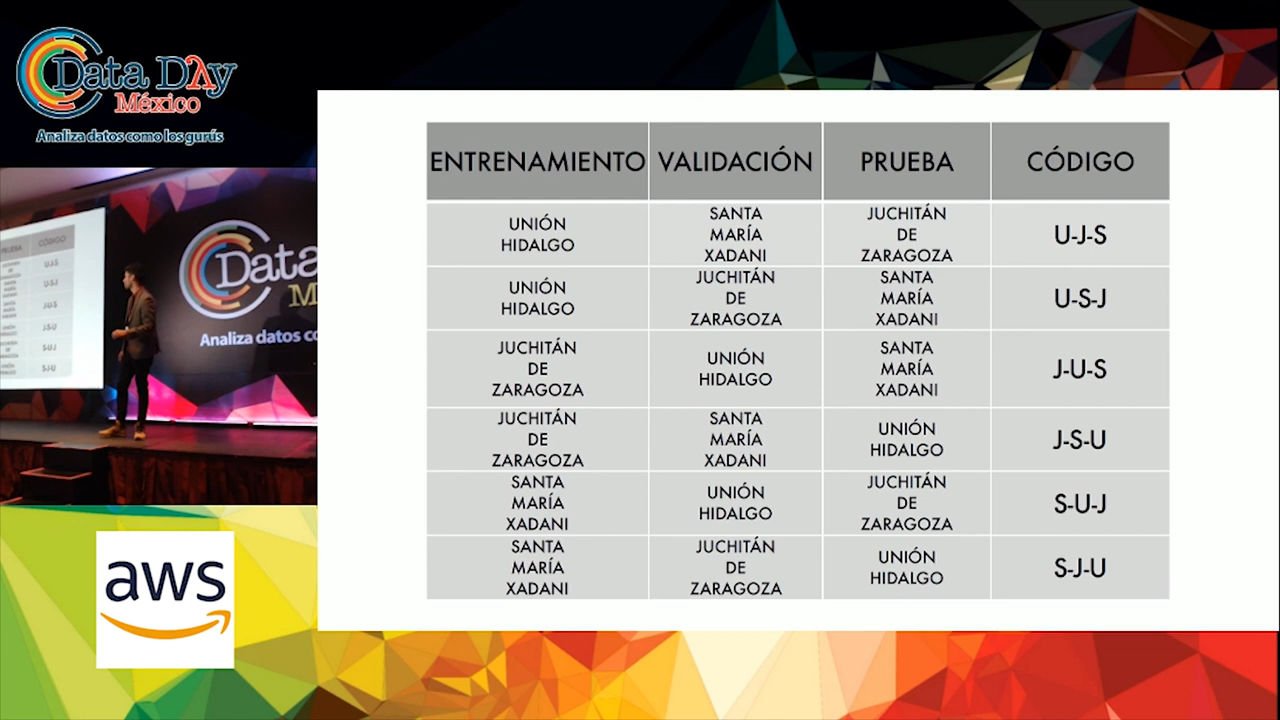 Data Day
México
Analiza datos como los gurús
ENTRENAMIENTO VALIDACIÓN PRUEBA CÓDIGO
UNIÓN
HIDALGO
SANTA
MARÍA
XADANI
JUCHITÁN
DE
ZARAGOZA
U-J-S
UNIÓN
HIDALGO
JUCHITÁN
DE
ZARAGOZA
SANTA
MARÍA
XADANI
U-S-J
JUCHITÁN
DE
ZARAGOZA
UNIÓN
HIDALGO
SANTA
MARÍA
XADANI
J-U-S
JUCHITÁN
DE
ZARAGOZA
SANTA
MARÍA
XADANI
UNIÓN
HIDALGO
J-S-U
SANTA
MARÍA
XADANI
UNIÓN
HIDALGO
JUCHITÁN
DE
ZARAGOZA
S-U-J
SANTA
MARÍA
XADANI
JUCHITÁN
DE
ZARAGOZA
UNIÓN
HIDALGO
S-J-U
PRUEBA CÓDIGO
U-J-S
U-S-J
J-U-S
J-S-U
S-U-J
S-J-U
Data
M
Analiza datos co
aws